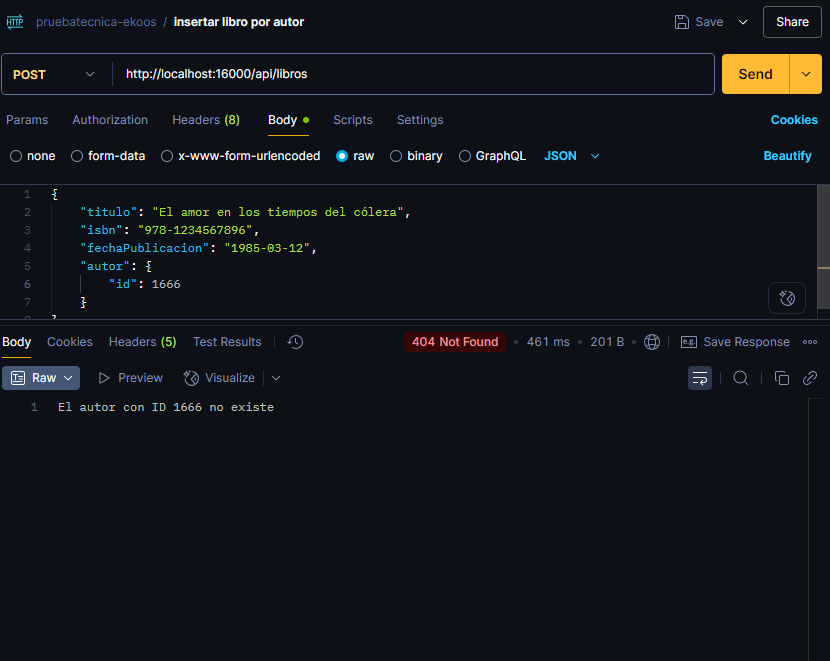 HTTP pruebatecnica-ekoos / insertar libro por autor Save Share
POST http://localhost:16000/api/libros Send
Params Authorization Headers (8) Body Scripts Settings Cookies
none form-data x-www-form-urlencoded raw binary GraphQL JSON Beautify
1 {
2 "titulo": "El amor en los tiempos del cólera",
3 "isbn": "978-1234567896",
4 "fechaPublicacion": "1985-03-12",
5 "autor": {
6 "id": 1666
7 }
Body Cookies Headers (5) Test Results 404 Not Found • 461 ms • 201 B • e.g. Save Response
Raw Preview Visualize
1 El autor con ID 1666 no existe